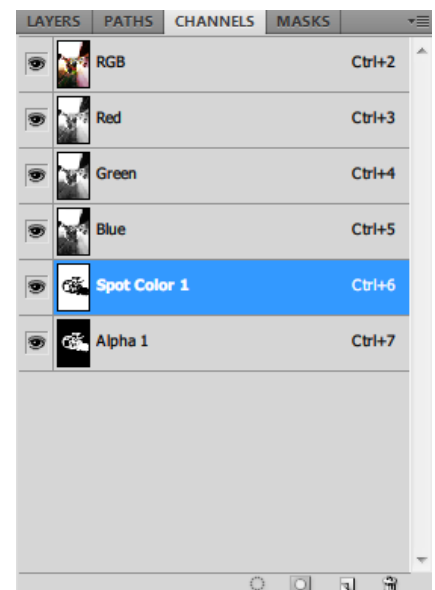 LAYERS PATHS CHANNELS MASKS
RGB Ctrl+2
Red Ctrl+3
Green Ctrl+4
Blue Ctrl+5
Spot Color 1 Ctrl+6
Alpha 1 Ctrl+7